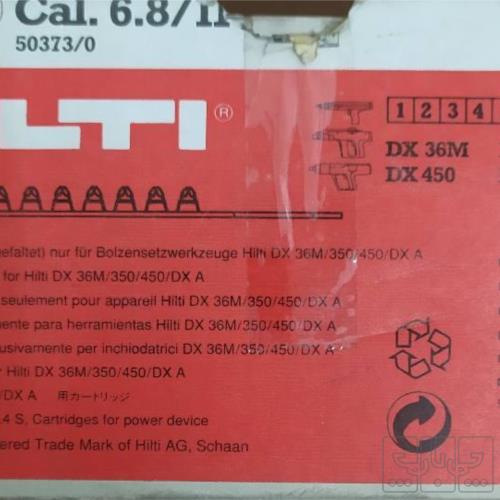 Cal. 6.8/11
50373/0
LTI ®
1 2 3 4
DX 36M
DX 450
gefaltet) nur für Bolzensetzwerkzeuge Hilti DX 36M/350/450/DX A
for Hilti DX 36M/350/450/DX A
seulement pour appareil Hilti DX 36M/350/450/DX A
mente para herramientas Hilti DX 36M/350/450/DX A
usivamente per inchiodatrici DX 36M/350/450/DX A
Hilti DX 36M/350/450/DX A
/DX A 用カートリッジ
.4 S, Cartridges for power device
ered Trade Mark of Hilti AG, Schaan